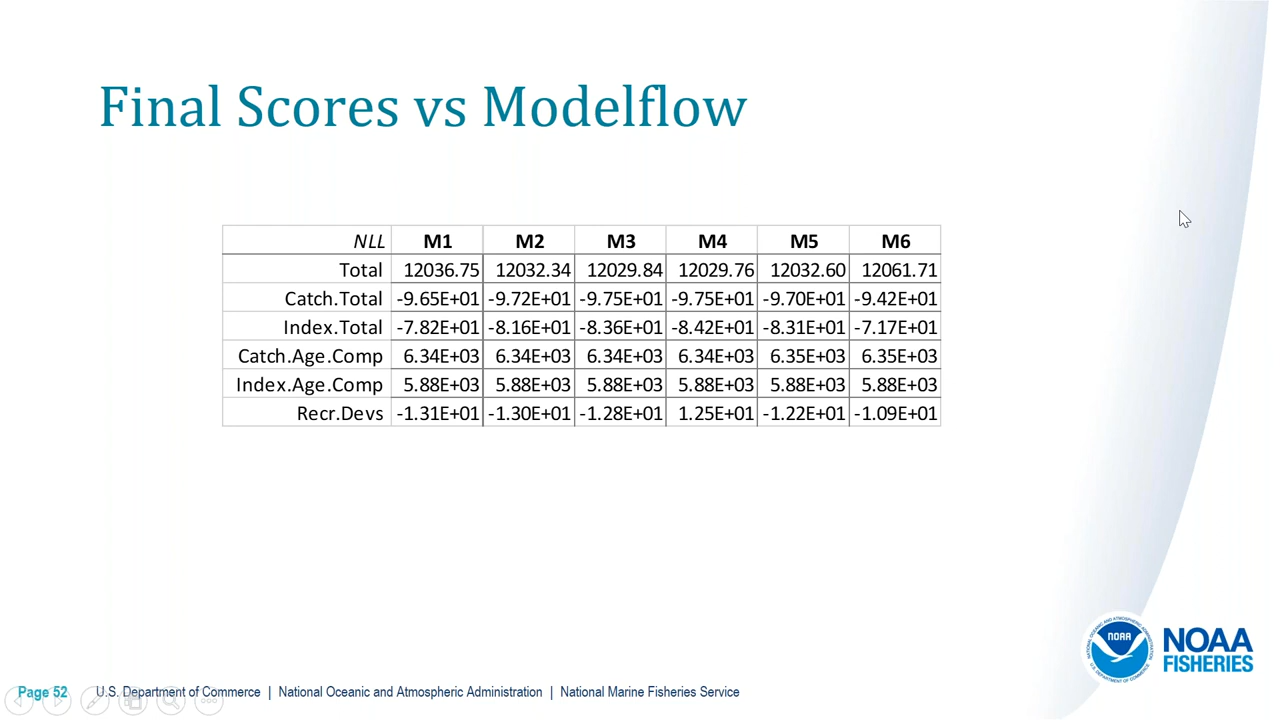 Final Scores vs Modelflow
NLL M1 M2 M3 M4 M5 M6
Total 12036.75 12032.34 12029.84 12029.76 12032.60 12061.71
Catch.Total -9.65E+01 -9.72E+01 -9.75E+01 -9.75E+01 -9.70E+01 -9.42E+01
Index.Total -7.82E+01 -8.16E+01 -8.36E+01 -8.42E+01 -8.31E+01 -7.17E+01
Catch.Age.Comp 6.34E+03 6.34E+03 6.34E+03 6.34E+03 6.35E+03 6.35E+03
Index.Age.Comp 5.88E+03 5.88E+03 5.88E+03 5.88E+03 5.88E+03 5.88E+03
Recr.Devs -1.31E+01 -1.30E+01 -1.28E+01 1.25E+01 -1.22E+01 -1.09E+01
NOAA
NOAA
FISHERIES
Page 52 U.S. Department of Commerce | National Oceanic and Atmospheric Administration | National Marine Fisheries Service